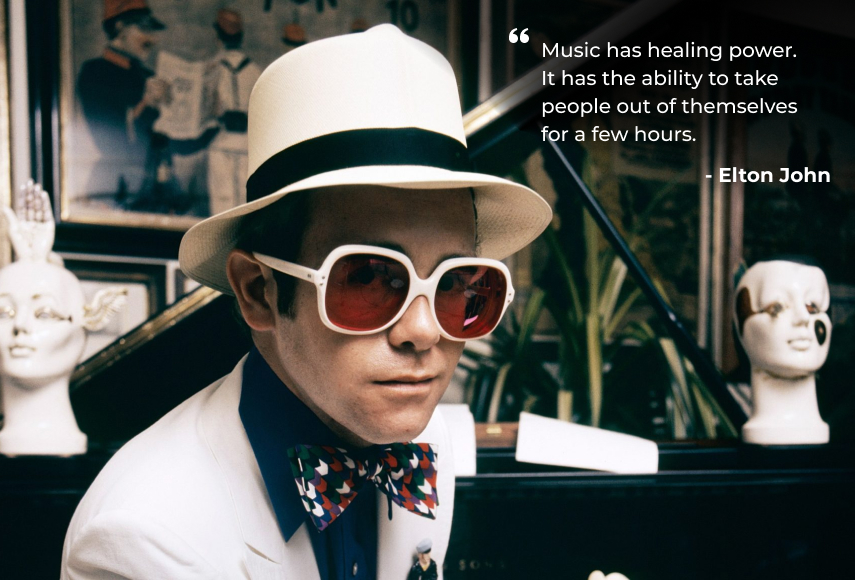 10
“ Music has healing power.
It has the ability to take
people out of themselves
for a few hours.
- Elton John